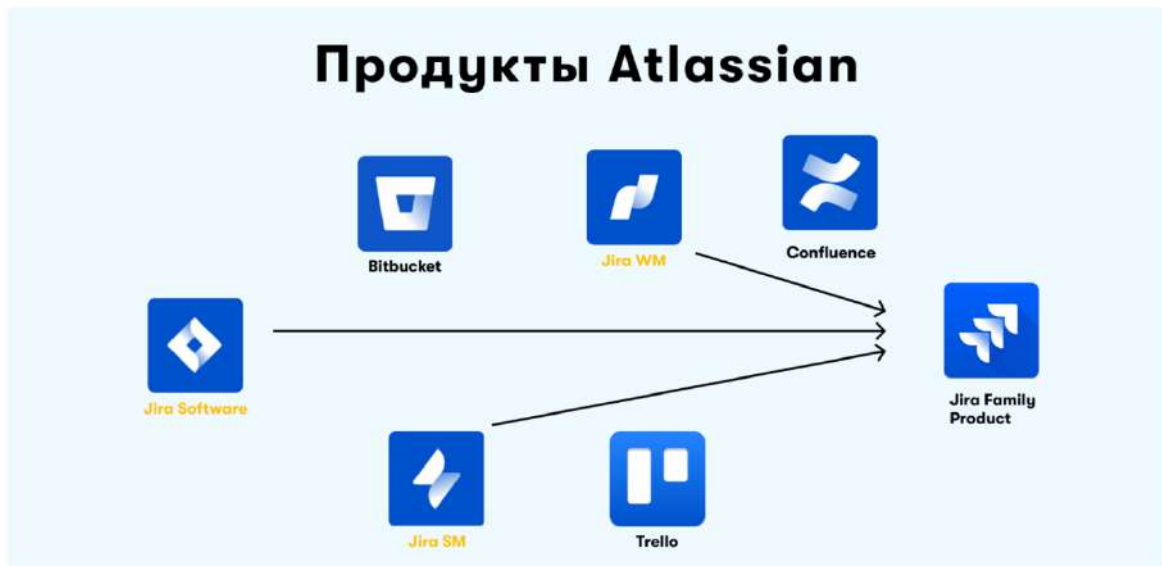 Продукты Atlassian
Bitbucket
Jira WM
Confluence
Jira Software
Jira Family
Product
Jira SM
Trello